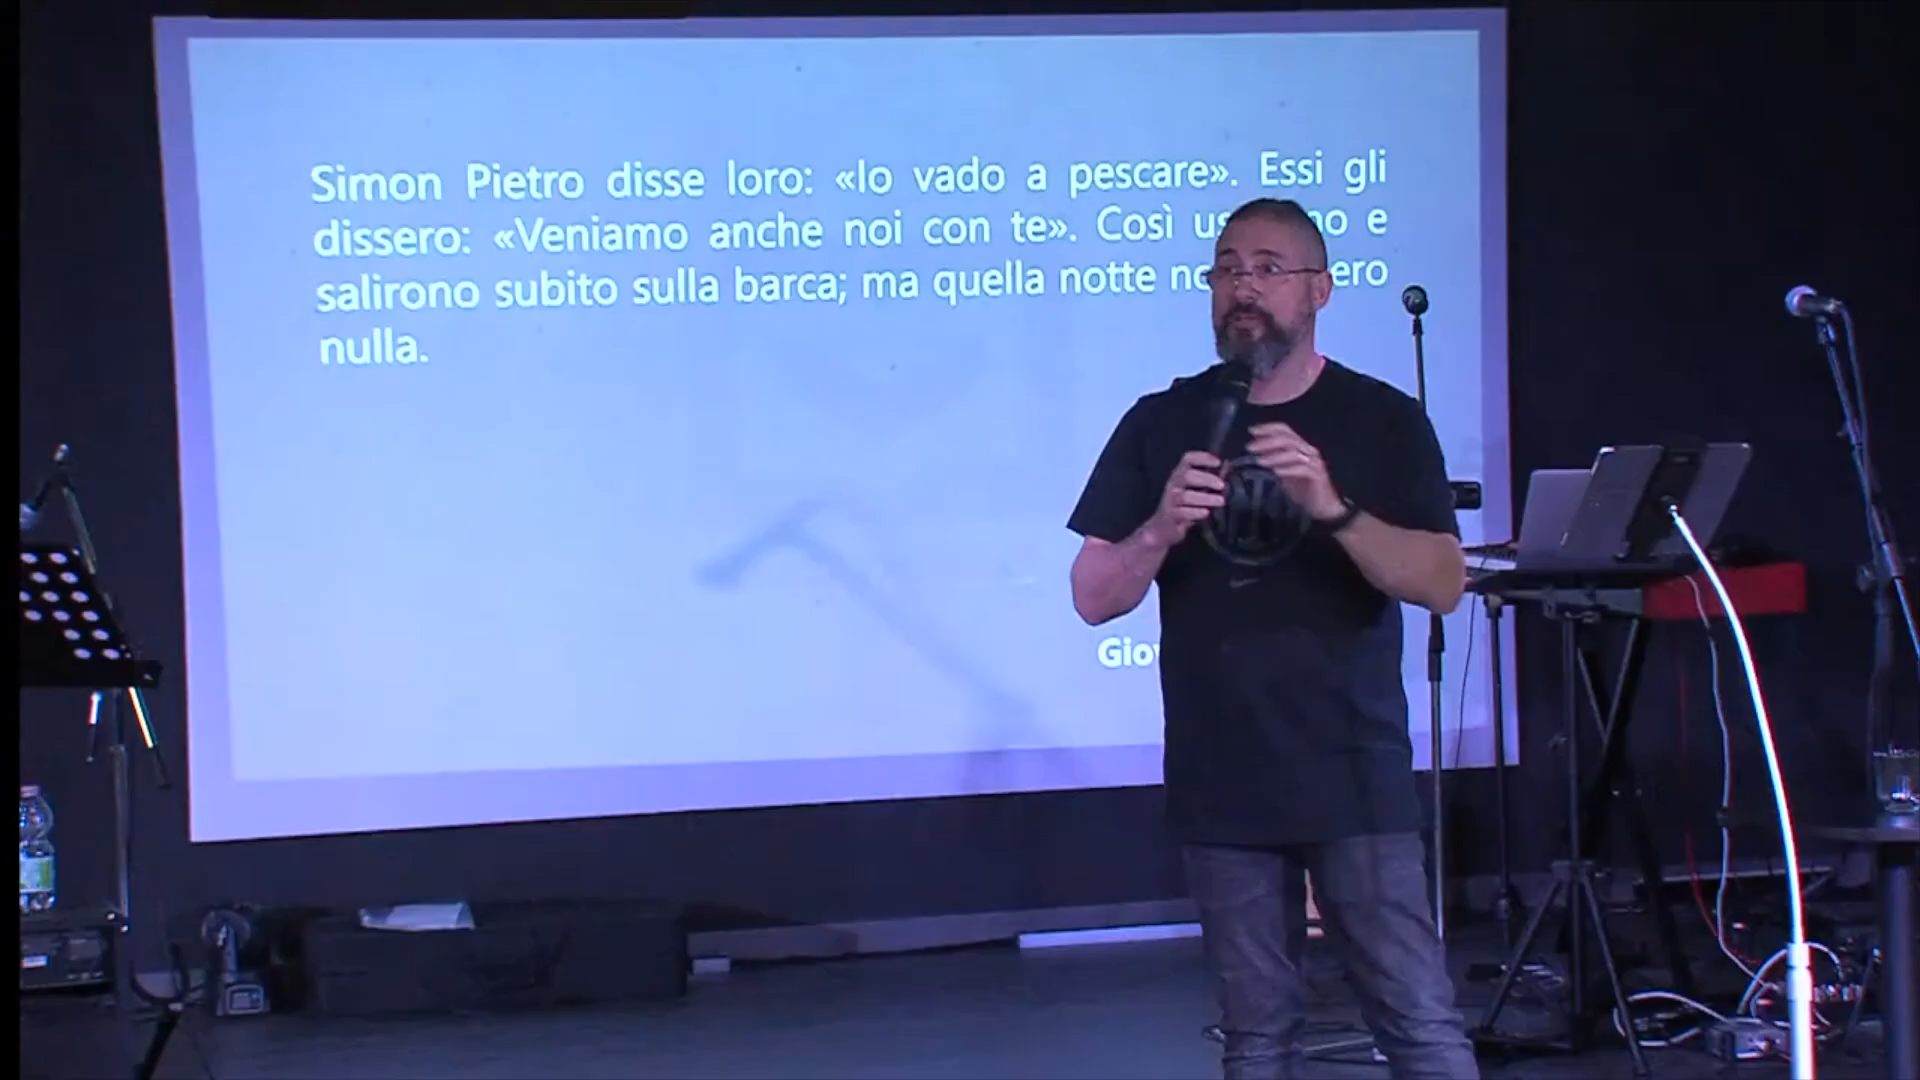 Simon Pietro disse loro: «Io vado a pescare». Essi gli
dissero: «Veniamo anche noi con te». Così e
salirono subito sulla barca; ma quella notte
nulla.